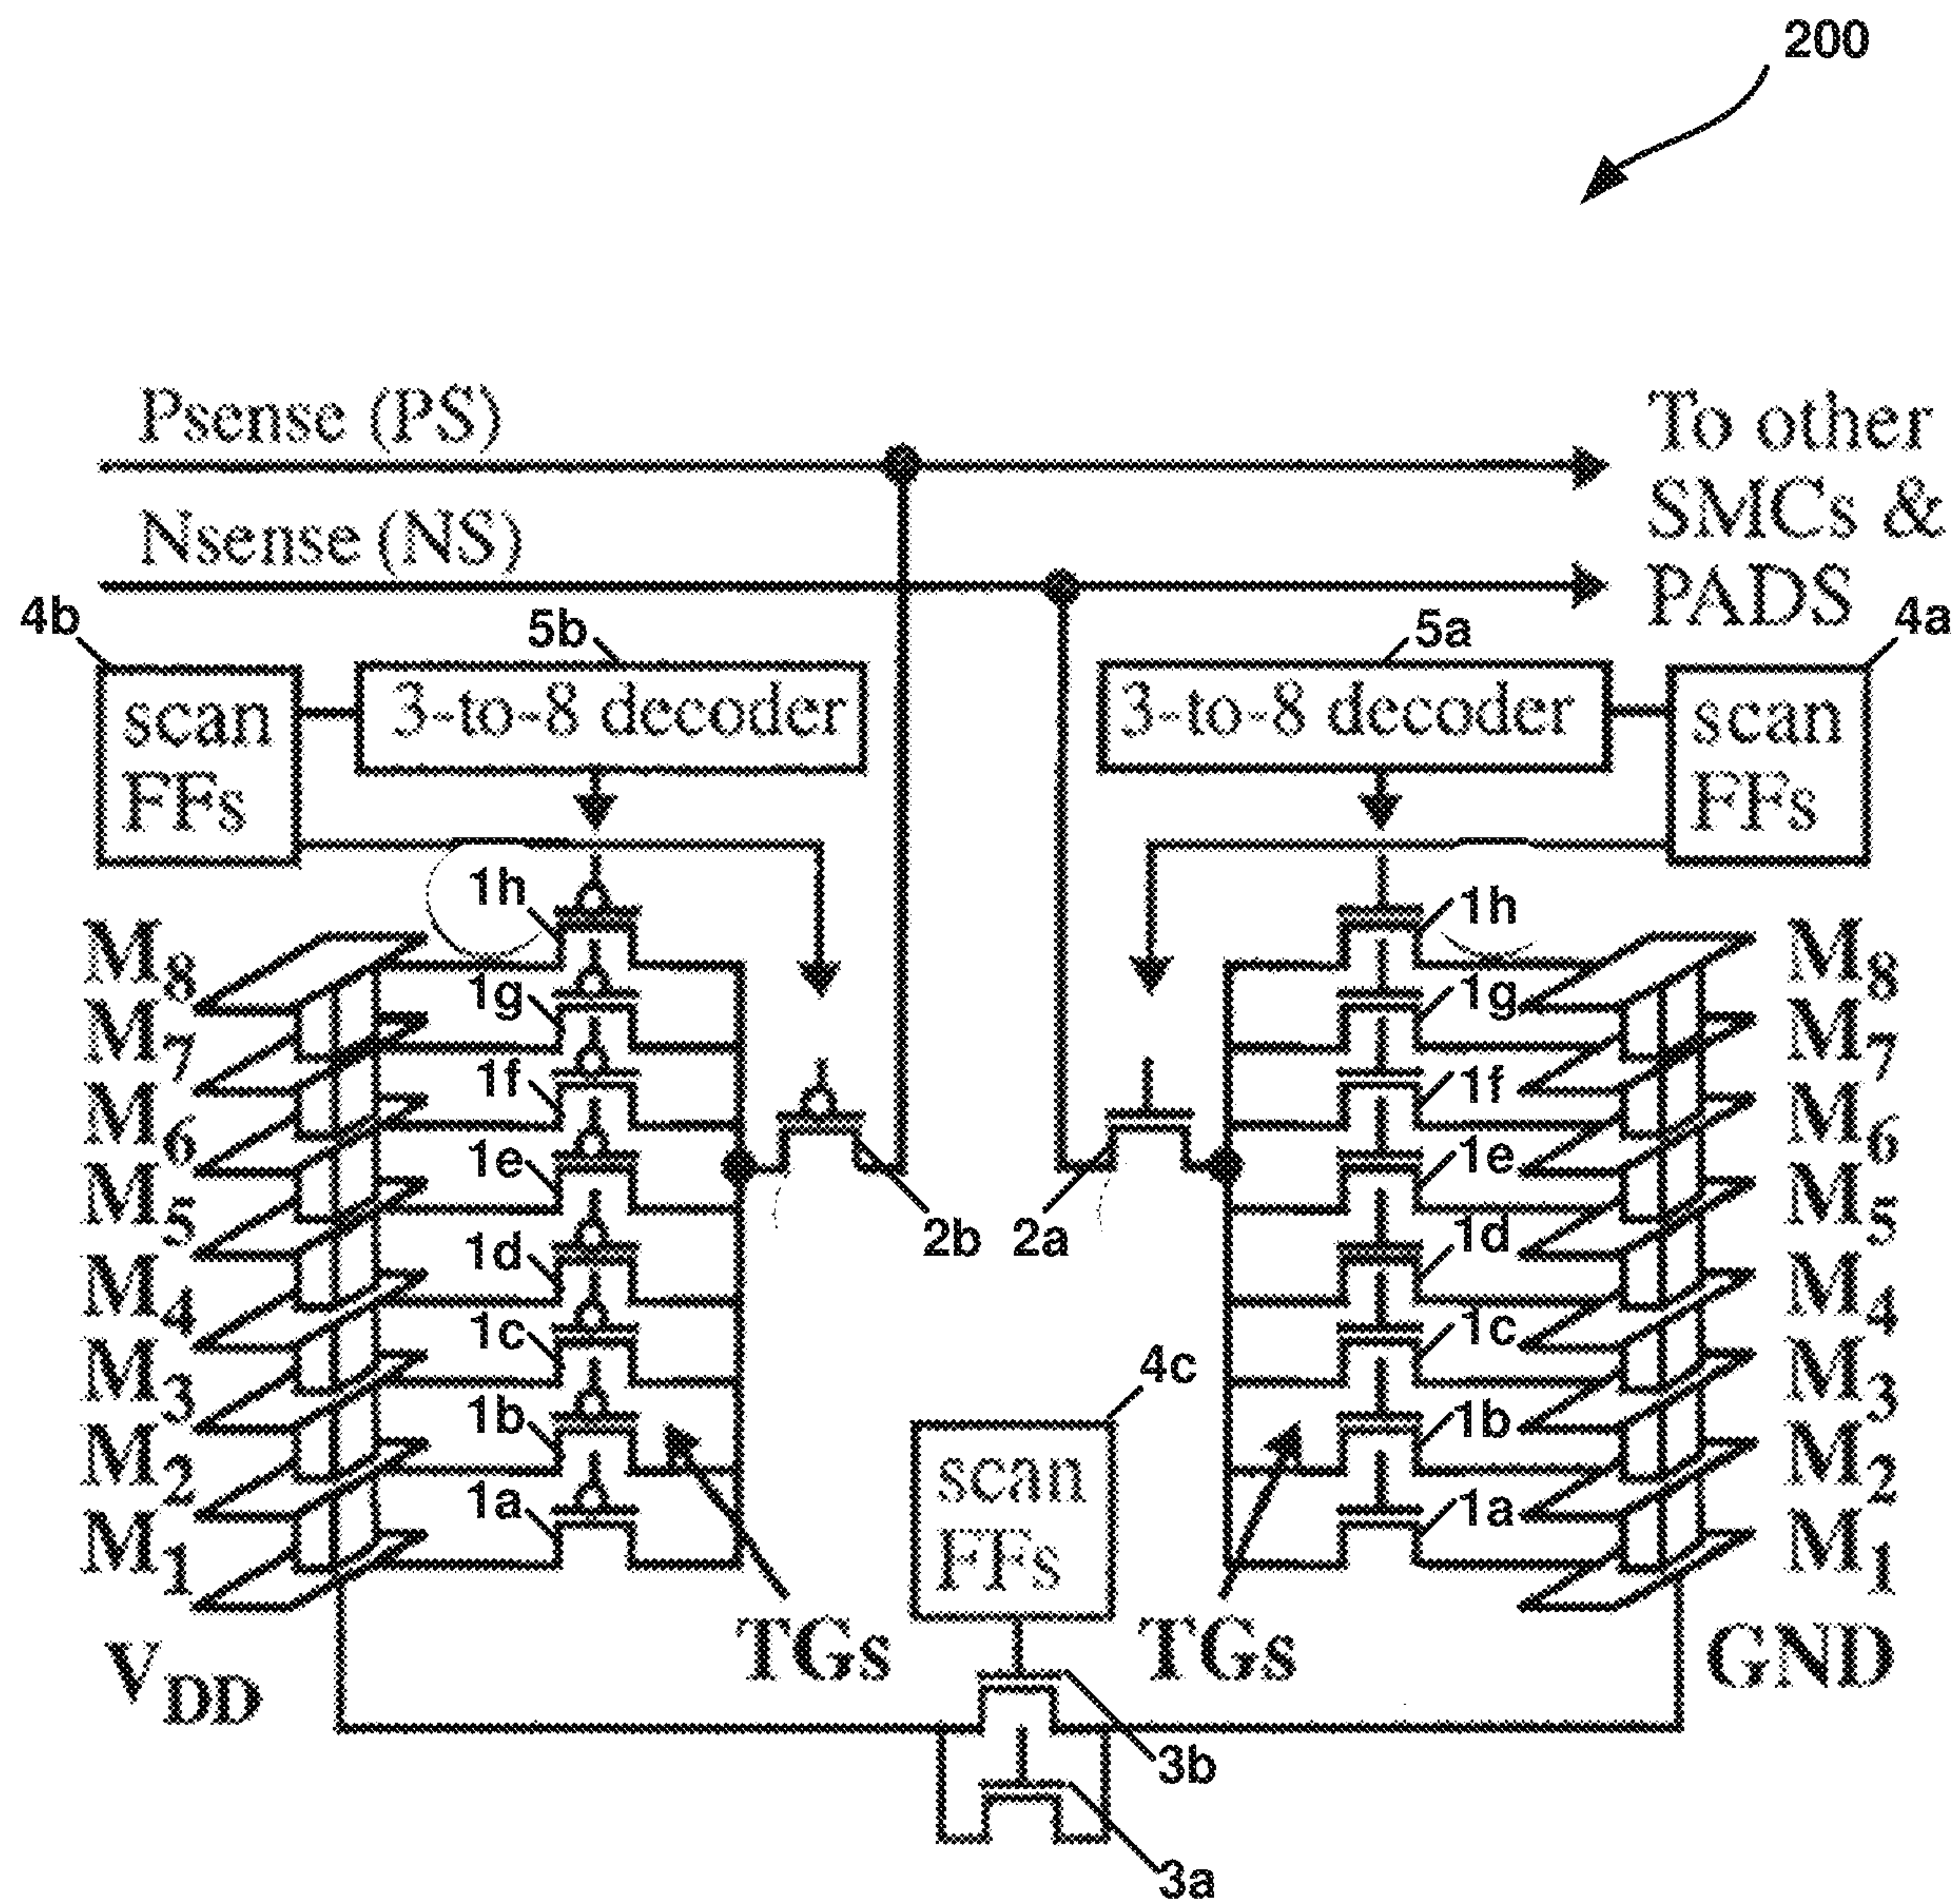 200
Psense (PS)
Nsense (NS)
To other
SMCs &
PADS
4b
5b
5a
4a
scan
FFs
3-to-8 decoder
3-to-8 decoder
scan
FFs
M8
M7
M6
M5
M4
M3
M2
M1
VDD
1h
1g
1f
1e
1d
1c
1b
1a
TGs
2b
2a
4c
scan
FFs
3b
3a
1h
1g
1f
1e
1d
1c
1b
1a
TGs
M8
M7
M6
M5
M4
M3
M2
M1
GND